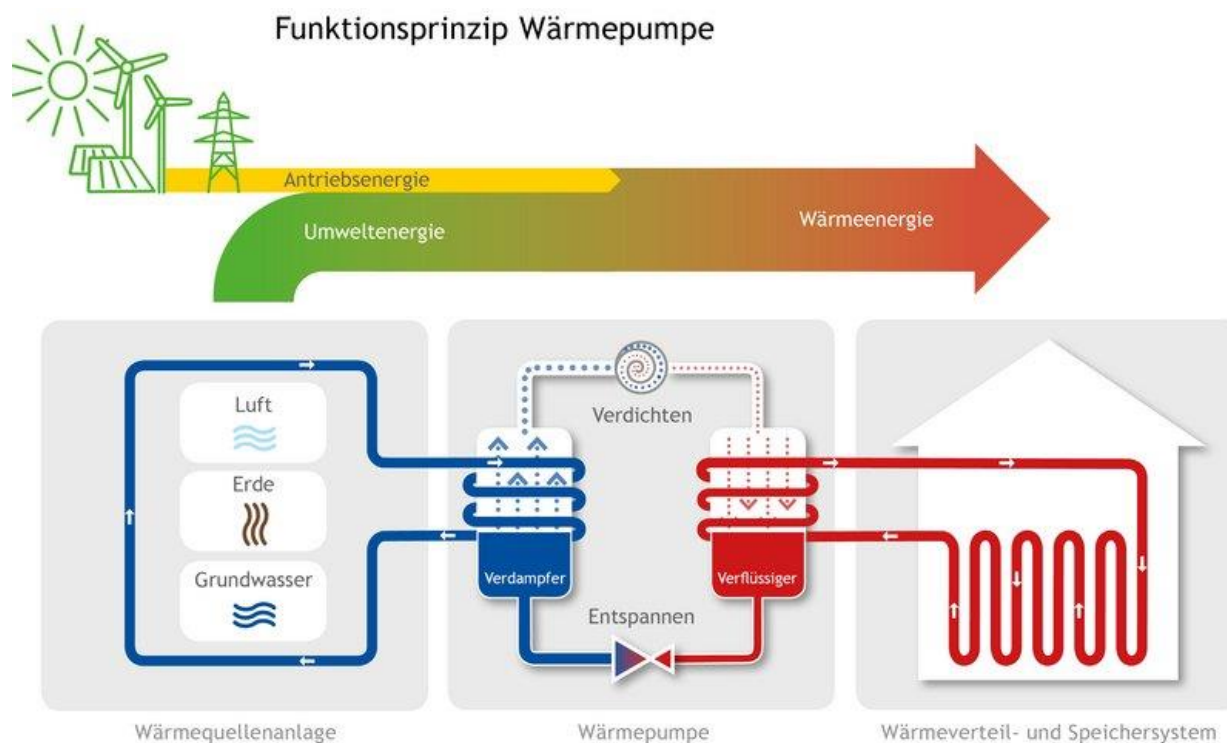 Funktionsprinzip Wärmepumpe
Antriebsenergie
Umweltenergie
Wärmeenergie
Luft
Erde
Grundwasser
Verdichten
Verdampfer
Verflüssiger
Entspannen
Wärmequellenanlage
Wärmepumpe
Wärmeverteil- und Speichersystem